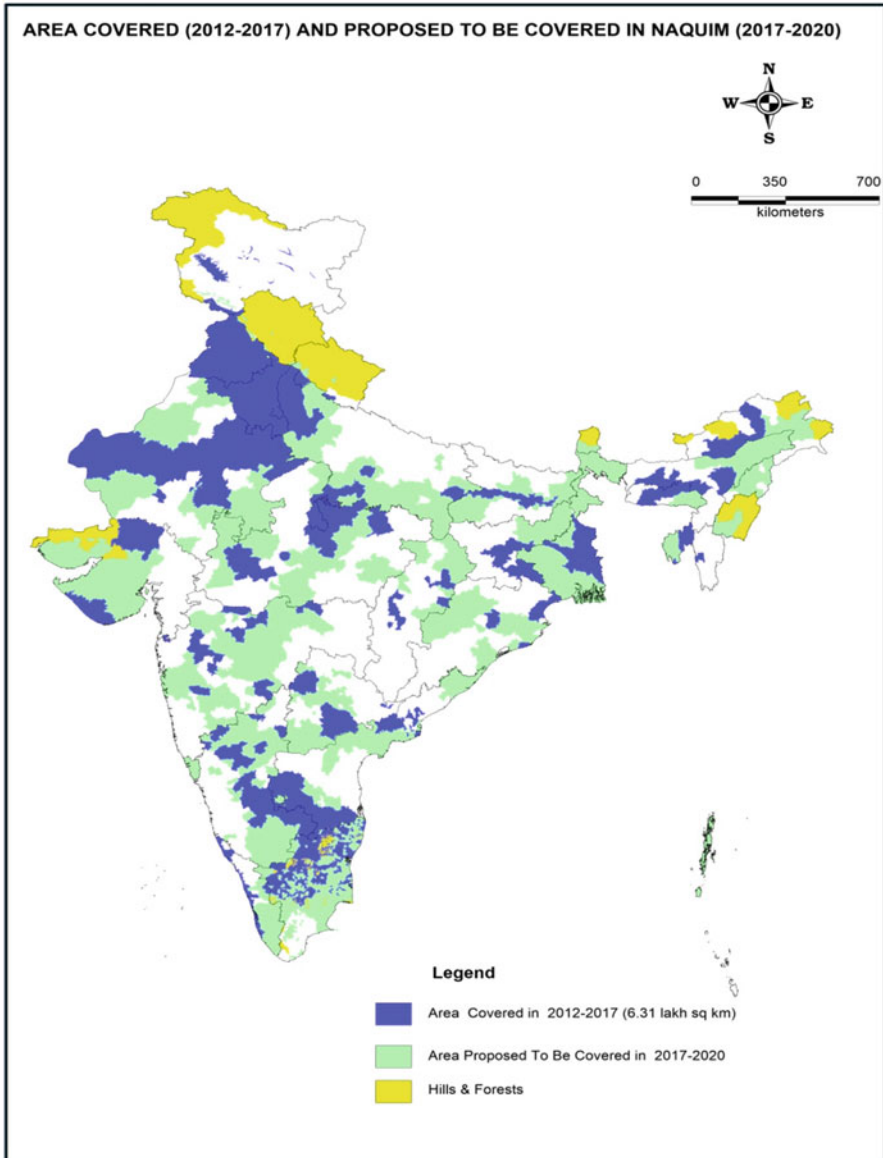 AREA COVERED (2012-2017) AND PROPOSED TO BE COVERED IN NAQUIM (2017-2020)
N
W E
S
0 350 700
kilometers
Legend
Area Covered in 2012-2017 (6.31 lakh sq km)
Area Proposed To Be Covered in 2017-2020
Hills & Forests